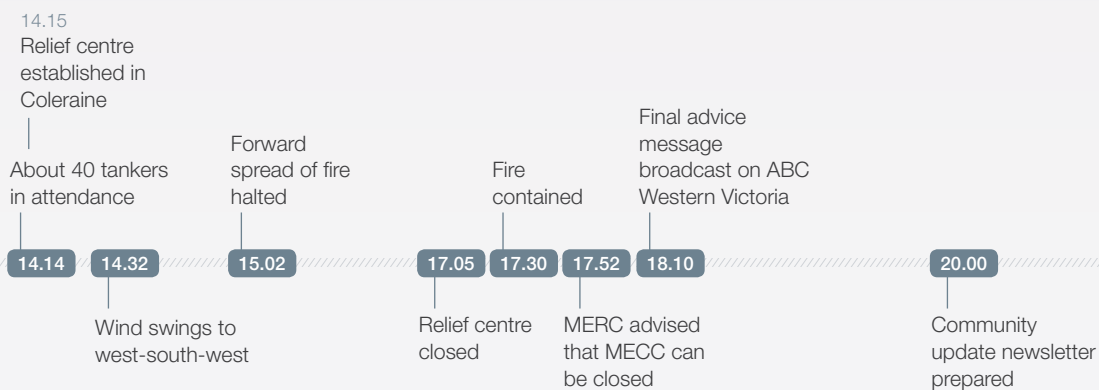 14.15
Relief centre
established in
Coleraine
About 40 tankers
in attendance
Forward
spread of fire
halted
Fire
contained
Final advice
message
broadcast on ABC
Western Victoria
14.14
14.32
15.02
17.05
17.30
17.52
18.10
20.00
Wind swings to
west-south-west
Relief centre
closed
MERC advised
that MECC can
be closed
Community
update newsletter
prepared